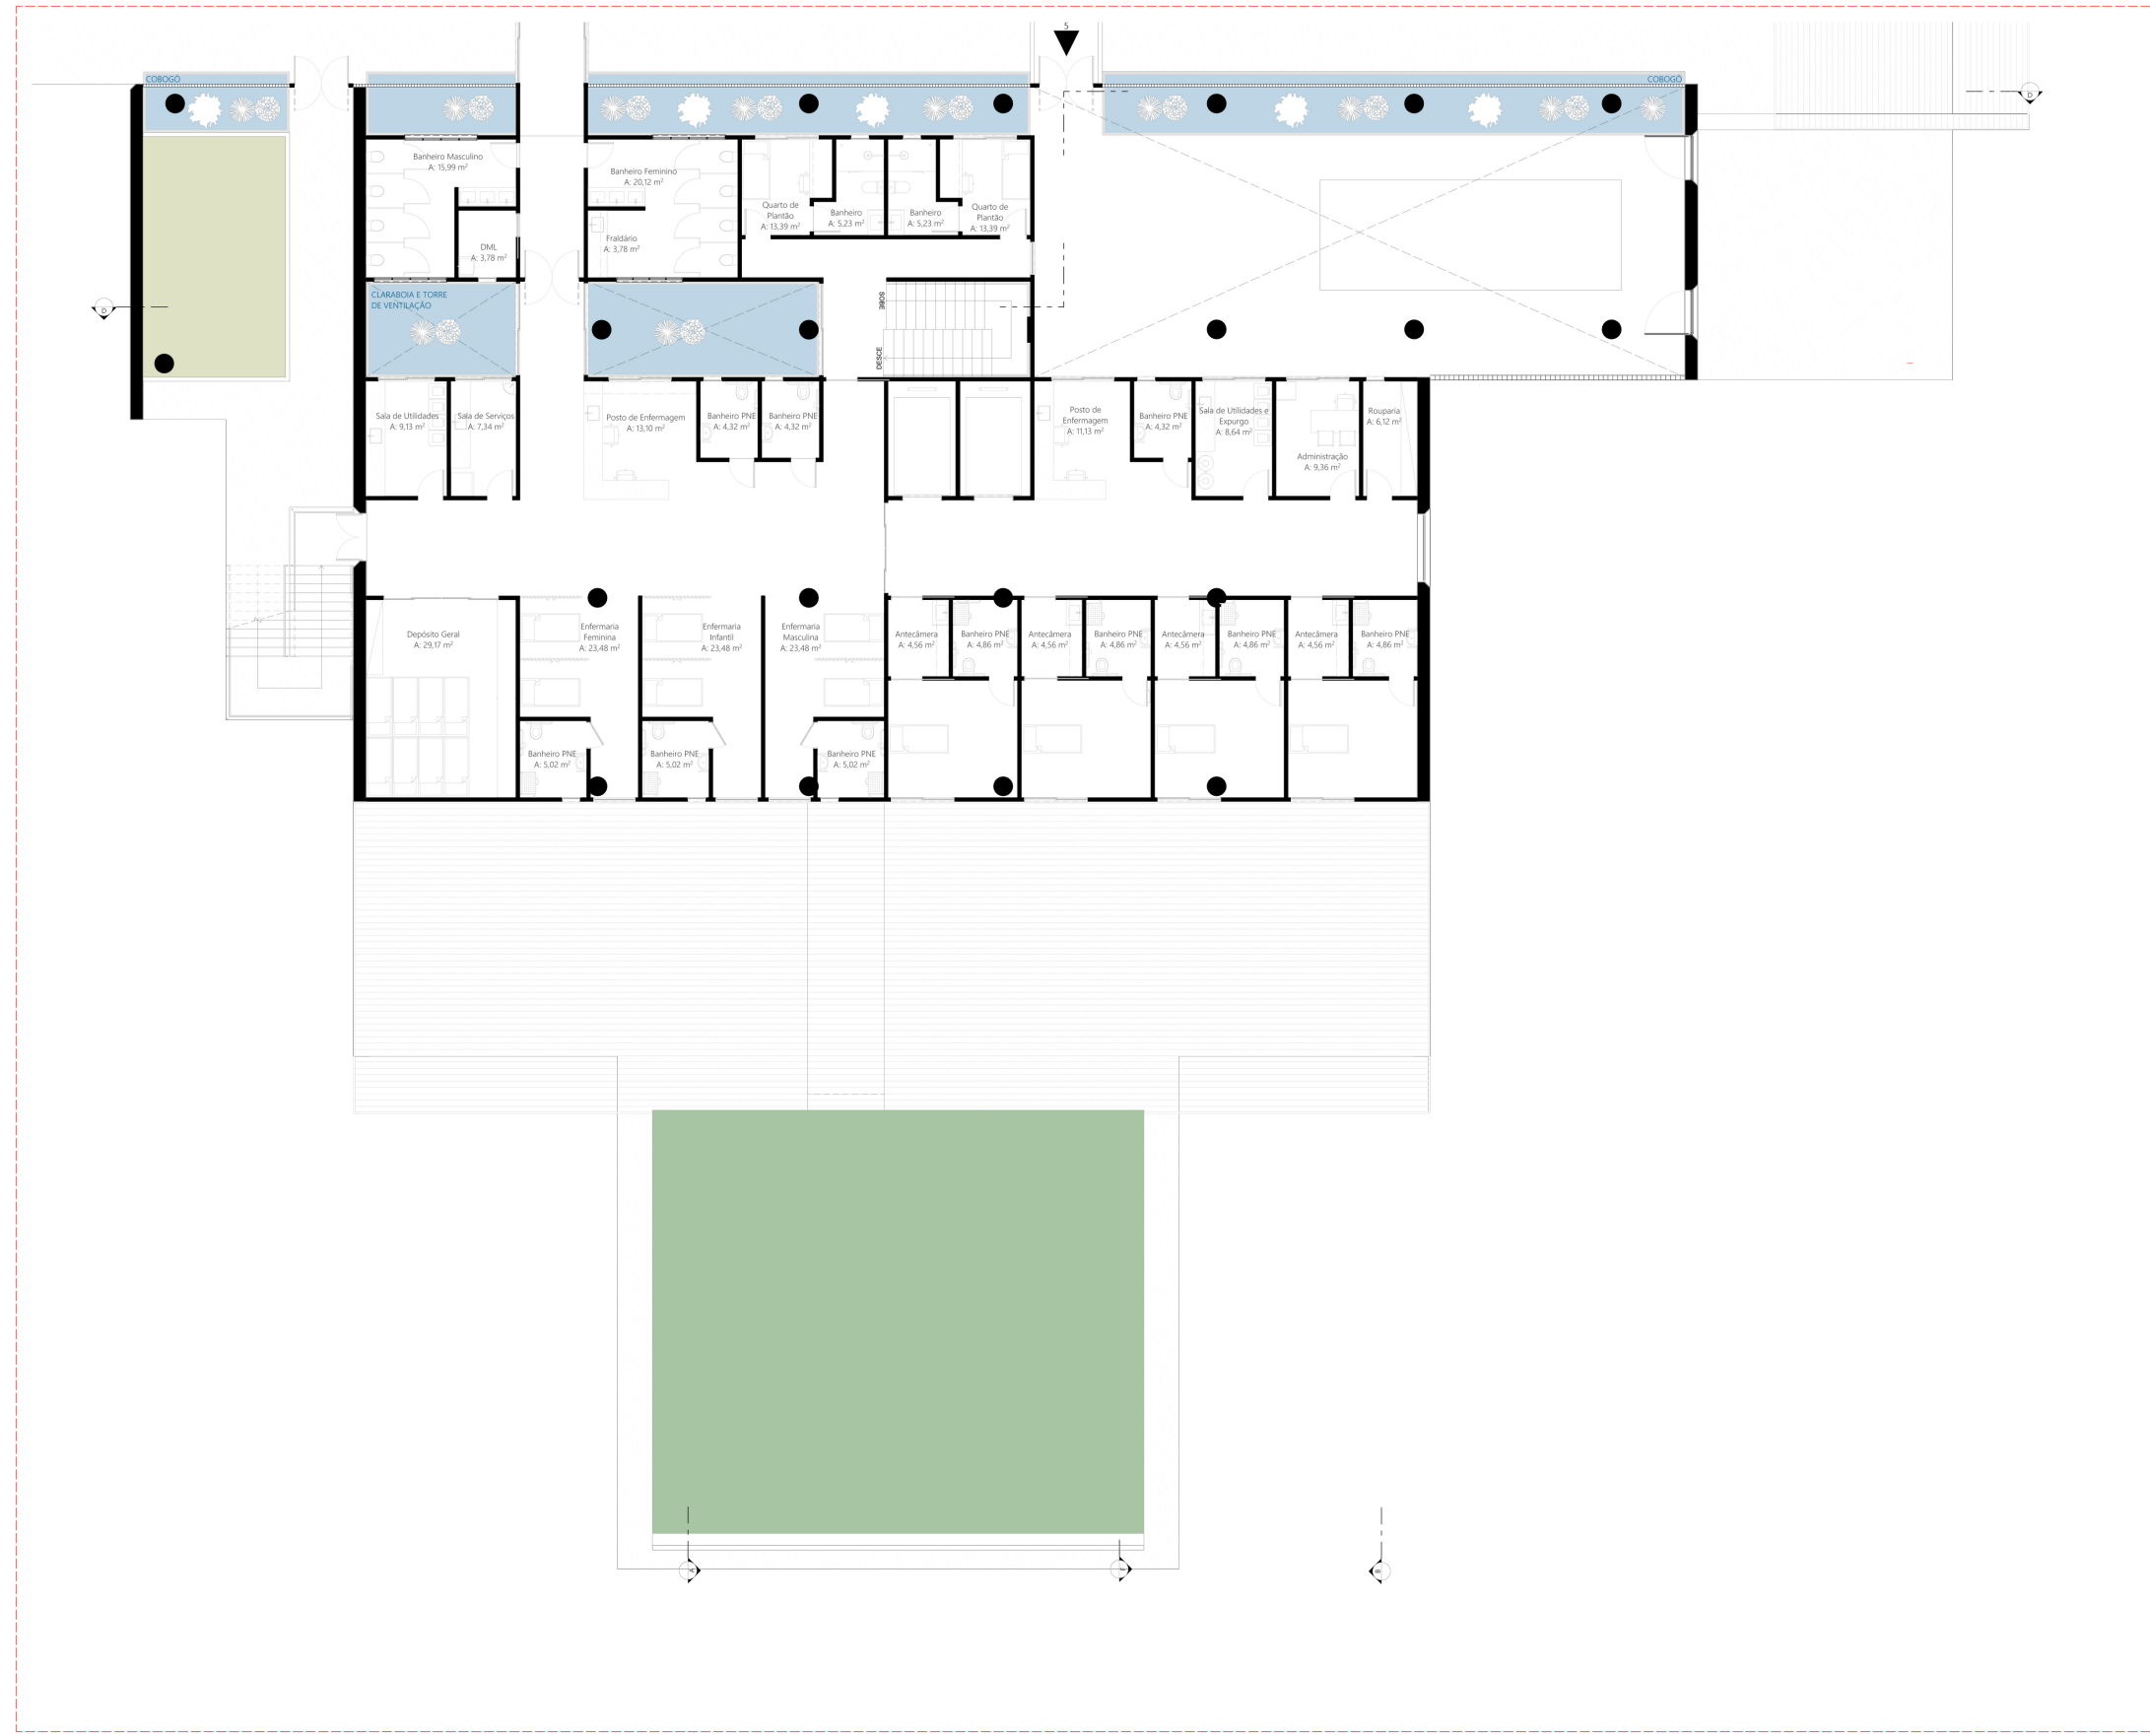 5
COBOGÓ
COBOGÓ
D
Banheiro Masculino
A: 15,99 m²
Banheiro Feminino
A: 20,12 m²
Quarto de
Plantão
A: 13,39 m²
Banheiro
A: 5,23 m²
Banheiro
A: 5,23 m²
Quarto de
Plantão
A: 13,39 m²
Fraldário
A: 3,78 m²
DML
A: 3,78 m²
D
CLARABOIA E TORRE
DE VENTILAÇÃO
SOBE
DESCE
Sala de Utilidades
A: 9,13 m²
Sala de Serviços
A: 7,34 m²
Posto de Enfermagem
A: 13,10 m²
Banheiro PNE
A: 4,32 m²
Banheiro PNE
A: 4,32 m²
Posto de
Enfermagem
A: 11,13 m²
Banheiro PNE
A: 4,32 m²
Sala de Utilidades e
Expurgo
A: 8,64 m²
Administração
A: 9,36 m²
Rouparia
A: 6,12 m²
Depósito Geral
A: 29,17 m²
Enfermaria
Feminina
A: 23,48 m²
Enfermaria
Infantil
A: 23,48 m²
Enfermaria
Masculina
A: 23,48 m²
Antecâmera
A: 4,56 m²
Banheiro PNE
A: 4,86 m²
Antecâmera
A: 4,56 m²
Banheiro PNE
A: 4,86 m²
Antecâmera
A: 4,56 m²
Banheiro PNE
A: 4,86 m²
Antecâmera
A: 4,56 m²
Banheiro PNE
A: 4,86 m²
Banheiro PNE
A: 5,02 m²
Banheiro PNE
A: 5,02 m²
Banheiro PNE
A: 5,02 m²
A
B